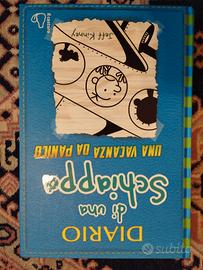 DIARIO
di una
Schiappa
UNA VACANZA DA PANICO
Jeff Kinney
subito